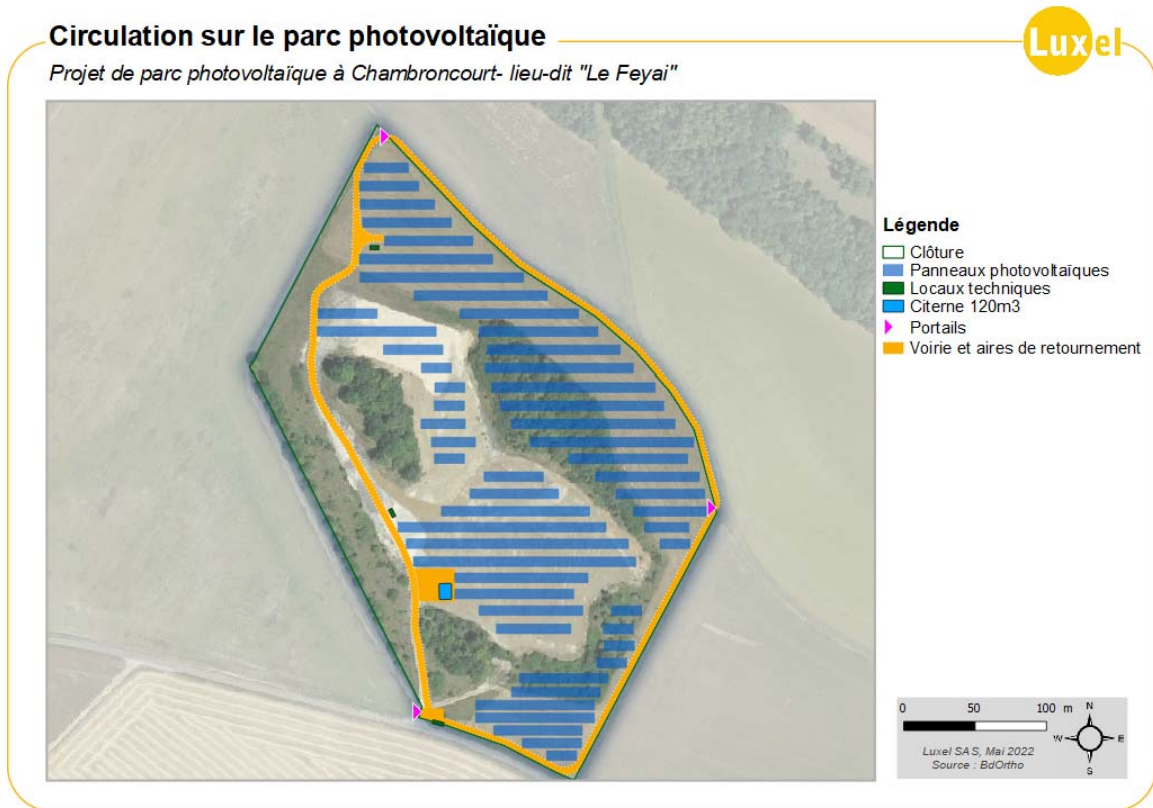 Circulation sur le parc photovoltaïque
Luxel
Projet de parc photovoltaïque à Chambroncourt- lieu-dit "Le Feyai"
Légende
Clôture
Panneaux photovoltaïques
Locaux techniques
Citerne 120m3
Portails
Voirie et aires de retournement
0 50 100 m
N
W E
S
Luxel SAS, Mai 2022
Source : BdOrtho